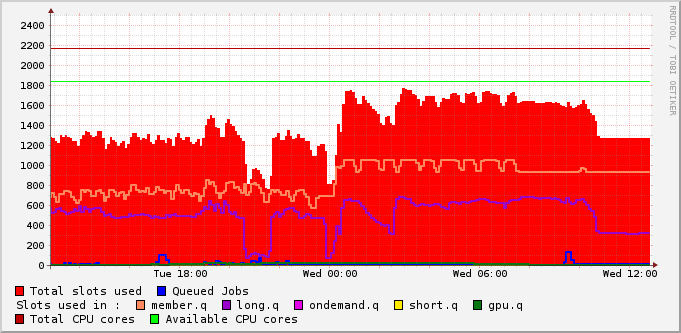 RRDTOOL / TOBI OETIKER
2400
2200
2000
1800
1600
1400
1200
1000
800
600
400
200
0
Tue 18:00 Wed 00:00 Wed 06:00 Wed 12:00
Total slots used Queued Jobs
Slots used in : member.q long.q ondemand.q short.q gpu.q
Total CPU cores Available CPU cores